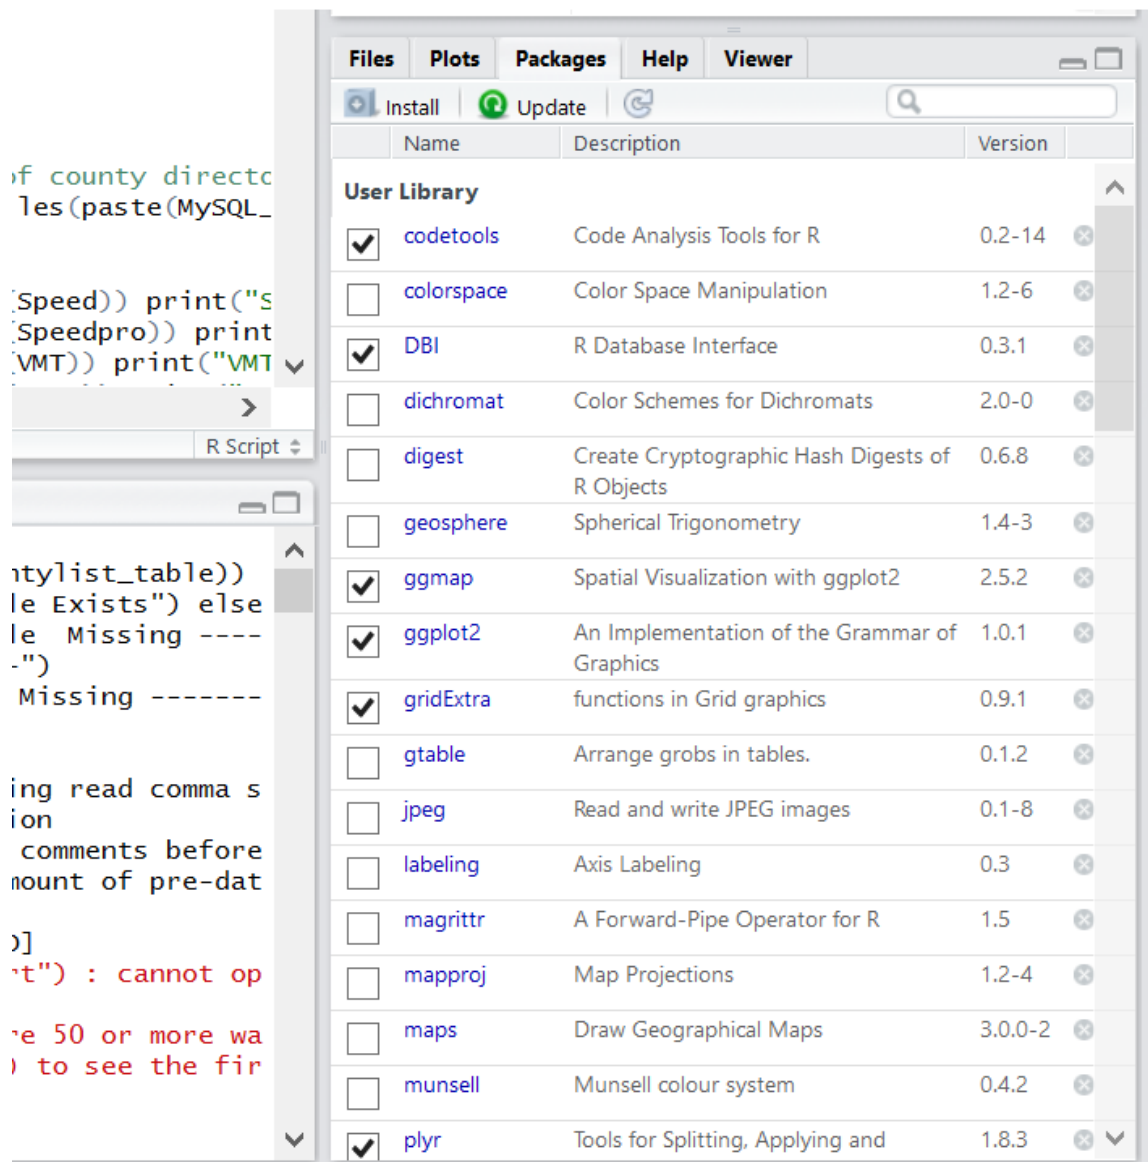 of county directo
les(paste(MySQL_
(Speed)) print("S
(Speedpro)) print
(VMT)) print("VMT
R Script
ntylist_table))
le Exists") else
le  Missing ----
-")
Missing -------
ing read comma s
ion
comments before
mount of pre-dat
0]
rt") : cannot op
re 50 or more wa
) to see the fir
Files Plots Packages Help Viewer
Install Update
Name Description Version
User Library
codetools Code Analysis Tools for R 0.2-14
colorspace Color Space Manipulation 1.2-6
DBI R Database Interface 0.3.1
dichromat Color Schemes for Dichromats 2.0-0
digest Create Cryptographic Hash Digests of 0.6.8
R Objects
geosphere Spherical Trigonometry 1.4-3
ggmap Spatial Visualization with ggplot2 2.5.2
ggplot2 An Implementation of the Grammar of 1.0.1
Graphics
gridExtra functions in Grid graphics 0.9.1
gtable Arrange grobs in tables. 0.1.2
jpeg Read and write JPEG images 0.1-8
labeling Axis Labeling 0.3
magrittr A Forward-Pipe Operator for R 1.5
mapproj Map Projections 1.2-4
maps Draw Geographical Maps 3.0.0-2
munsell Munsell colour system 0.4.2
plyr Tools for Splitting, Applying and 1.8.3